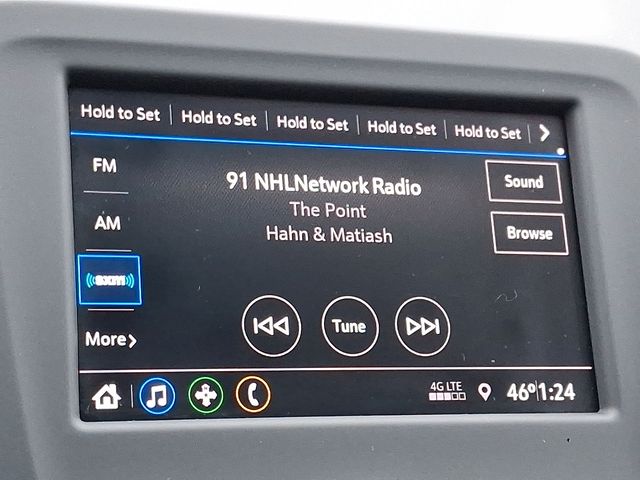 Hold to Set Hold to Set Hold to Set Hold to Set Hold to Set
FM
91 NHLNetwork Radio
Sound
The Point
AM
Hahn & Matiash
Browse
((SXM))
Tune
More
4G LTE
46° 1:24